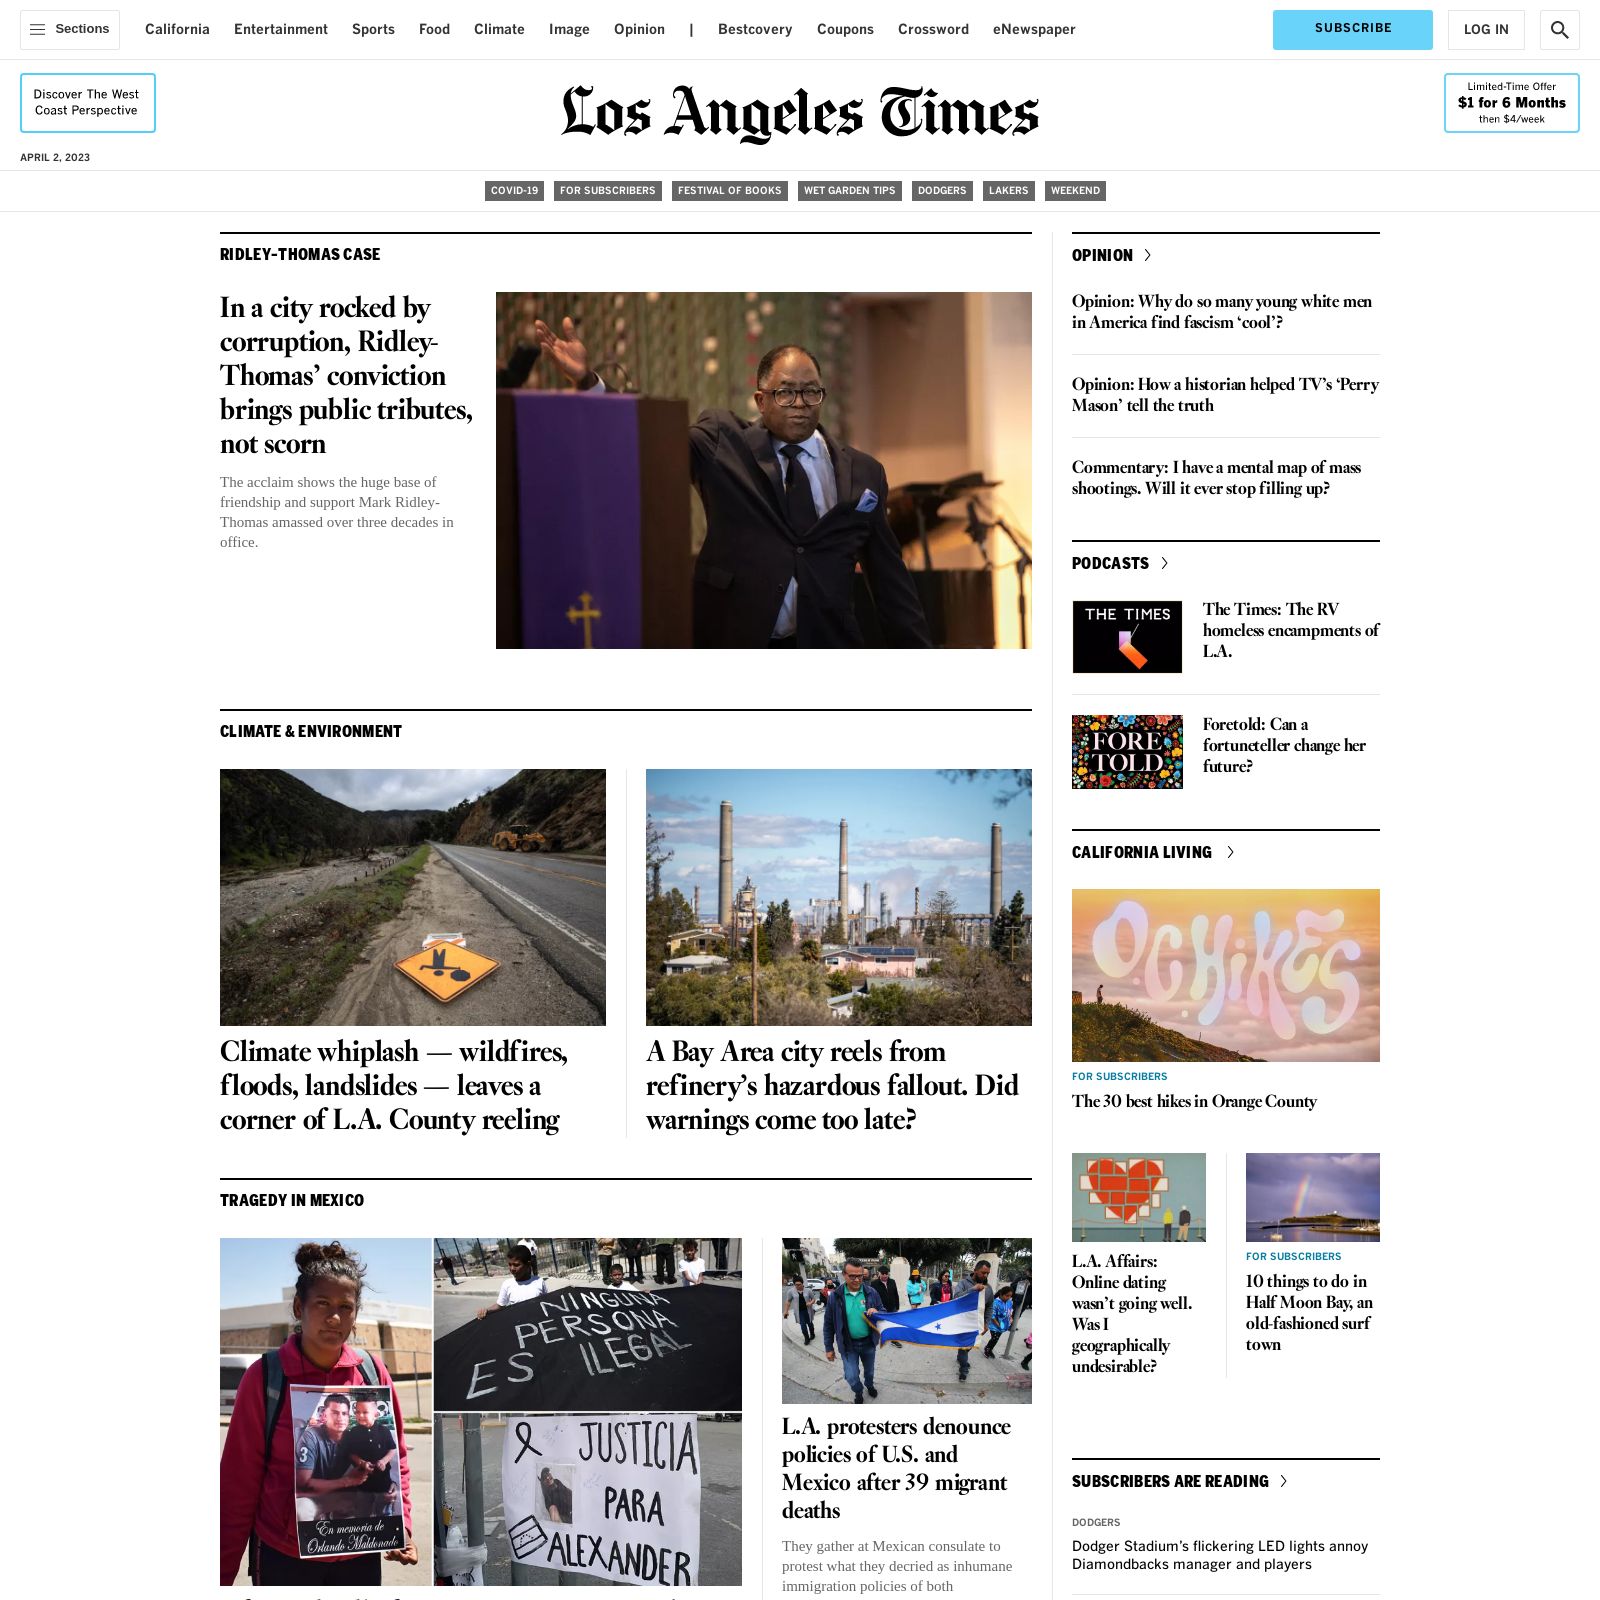 Sections
California
Entertainment
Sports
Food
Climate
Image
Opinion
|
Bestcovery
Coupons
Crossword
eNewspaper
SUBSCRIBE
LOG IN
Discover The West
Coast Perspective
Los Angeles Times
Limited-Time Offer
$1 for 6 Months
then $4/week
APRIL 2, 2023
COVID-19
FOR SUBSCRIBERS
FESTIVAL OF BOOKS
WET GARDEN TIPS
DODGERS
LAKERS
WEEKEND
RIDLEY-THOMAS CASE
In a city rocked by
corruption, Ridley-
Thomas’ conviction
brings public tributes,
not scorn
The acclaim shows the huge base of
friendship and support Mark Ridley-
Thomas amassed over three decades in
office.
CLIMATE & ENVIRONMENT
Climate whiplash — wildfires,
floods, landslides — leaves a
corner of L.A. County reeling
A Bay Area city reels from
refinery’s hazardous fallout. Did
warnings come too late?
TRAGEDY IN MEXICO
3
En memoria de
Orlando Maldonado
NINGUNA
PERSONA
ES ILEGAL
JUSTICIA
PARA
ALEXANDER
L.A. protesters denounce
policies of U.S. and
Mexico after 39 migrant
deaths
They gather at Mexican consulate to
protest what they decried as inhumane
immigration policies of both
OPINION
Opinion: Why do so many young white men
in America find fascism ‘cool’?
Opinion: How a historian helped TV’s ‘Perry
Mason’ tell the truth
Commentary: I have a mental map of mass
shootings. Will it ever stop filling up?
PODCASTS
THE TIMES
The Times: The RV
homeless encampments of
L.A.
FORE
TOLD
Foretold: Can a
fortuneteller change her
future?
CALIFORNIA LIVING
OC HiKES
FOR SUBSCRIBERS
The 30 best hikes in Orange County
L.A. Affairs:
Online dating
wasn’t going well.
Was I
geographically
undesirable?
FOR SUBSCRIBERS
10 things to do in
Half Moon Bay, an
old-fashioned surf
town
SUBSCRIBERS ARE READING
DODGERS
Dodger Stadium’s flickering LED lights annoy
Diamondbacks manager and players